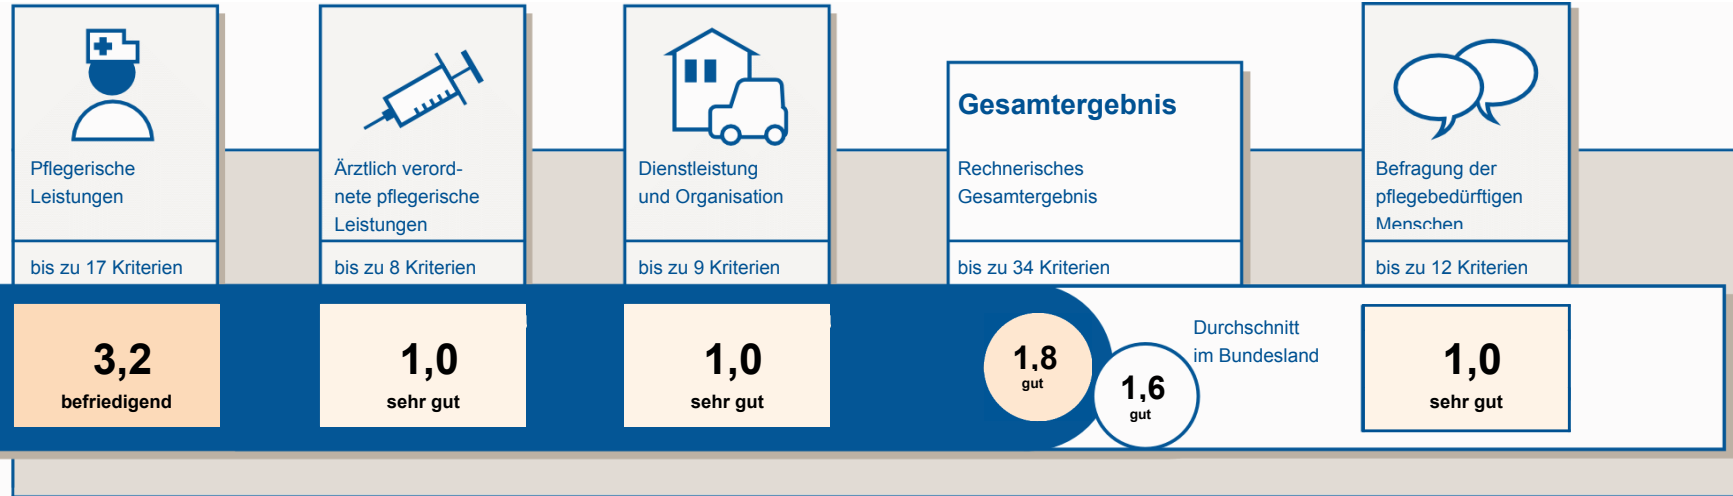 Pflegerische
Leistungen
bis zu 17 Kriterien
3,2
befriedigend
Ärztlich verord-
nete pflegerische
Leistungen
bis zu 8 Kriterien
1,0
sehr gut
Dienstleistung
und Organisation
bis zu 9 Kriterien
1,0
sehr gut
Gesamtergebnis
Rechnerisches
Gesamtergebnis
bis zu 34 Kriterien
1,8
gut
1,6
gut
Durchschnitt
im Bundesland
Befragung der
pflegebedürftigen
Menschen
bis zu 12 Kriterien
1,0
sehr gut